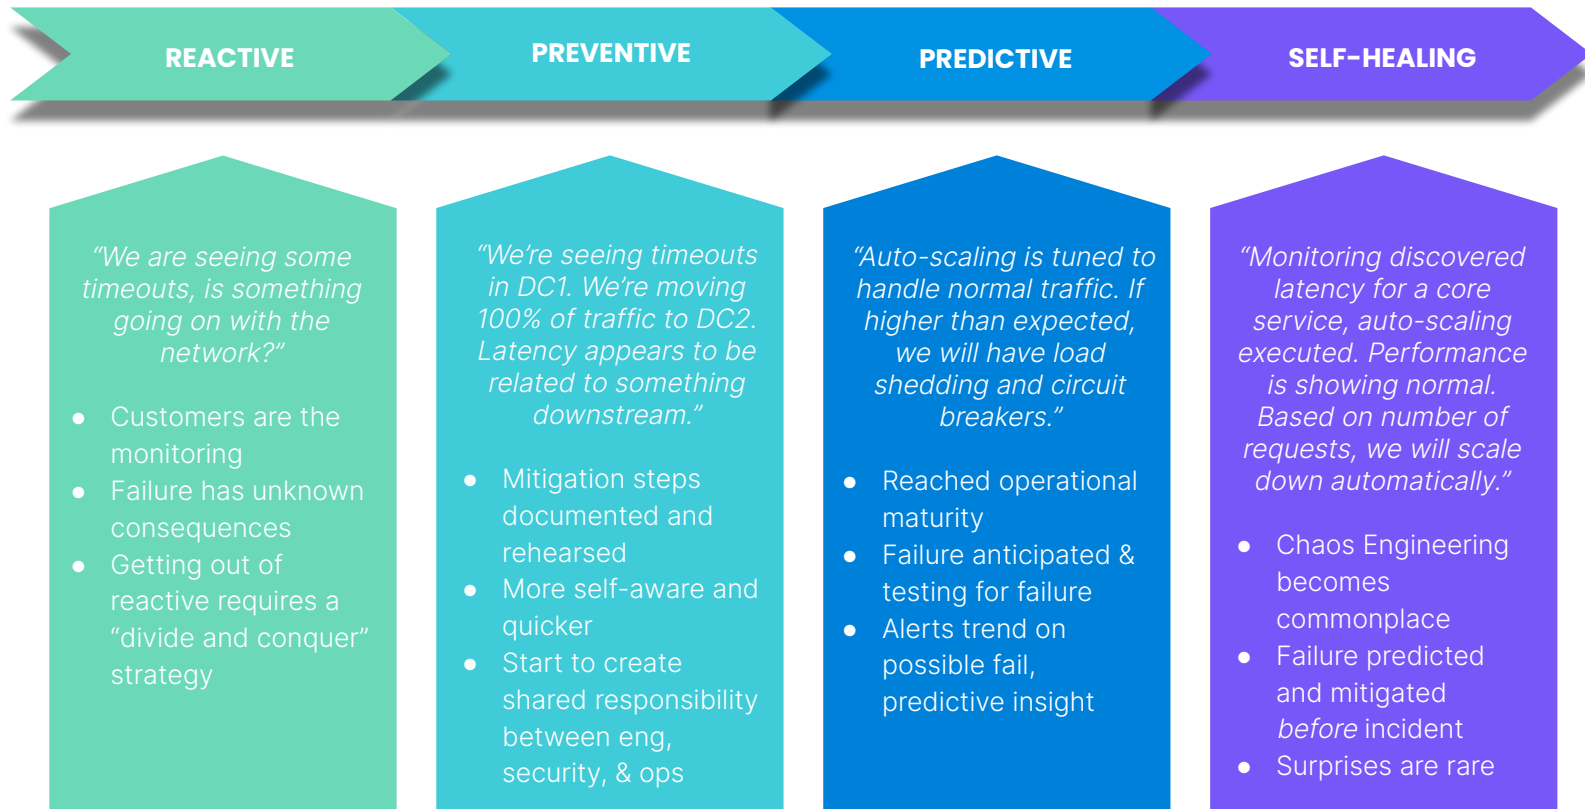 REACTIVE
PREVENTIVE
PREDICTIVE
SELF-HEALING
“We are seeing some
timeouts, is something
going on with the
network?”
● Customers are the
monitoring
● Failure has unknown
consequences
● Getting out of
reactive requires a
“divide and conquer”
strategy
“We’re seeing timeouts
in DC1. We’re moving
100% of traffic to DC2.
Latency appears to be
related to something
downstream.”
● Mitigation steps
documented and
rehearsed
● More self-aware and
quicker
● Start to create
shared responsibility
between eng,
security, & ops
“Auto-scaling is tuned to
handle normal traffic. If
higher than expected,
we will have load
shedding and circuit
breakers.”
● Reached operational
maturity
● Failure anticipated &
testing for failure
● Alerts trend on
possible fail,
predictive insight
“Monitoring discovered
latency for a core
service, auto-scaling
executed. Performance
is showing normal.
Based on number of
requests, we will scale
down automatically.”
● Chaos Engineering
becomes
commonplace
● Failure predicted
and mitigated
before incident
● Surprises are rare